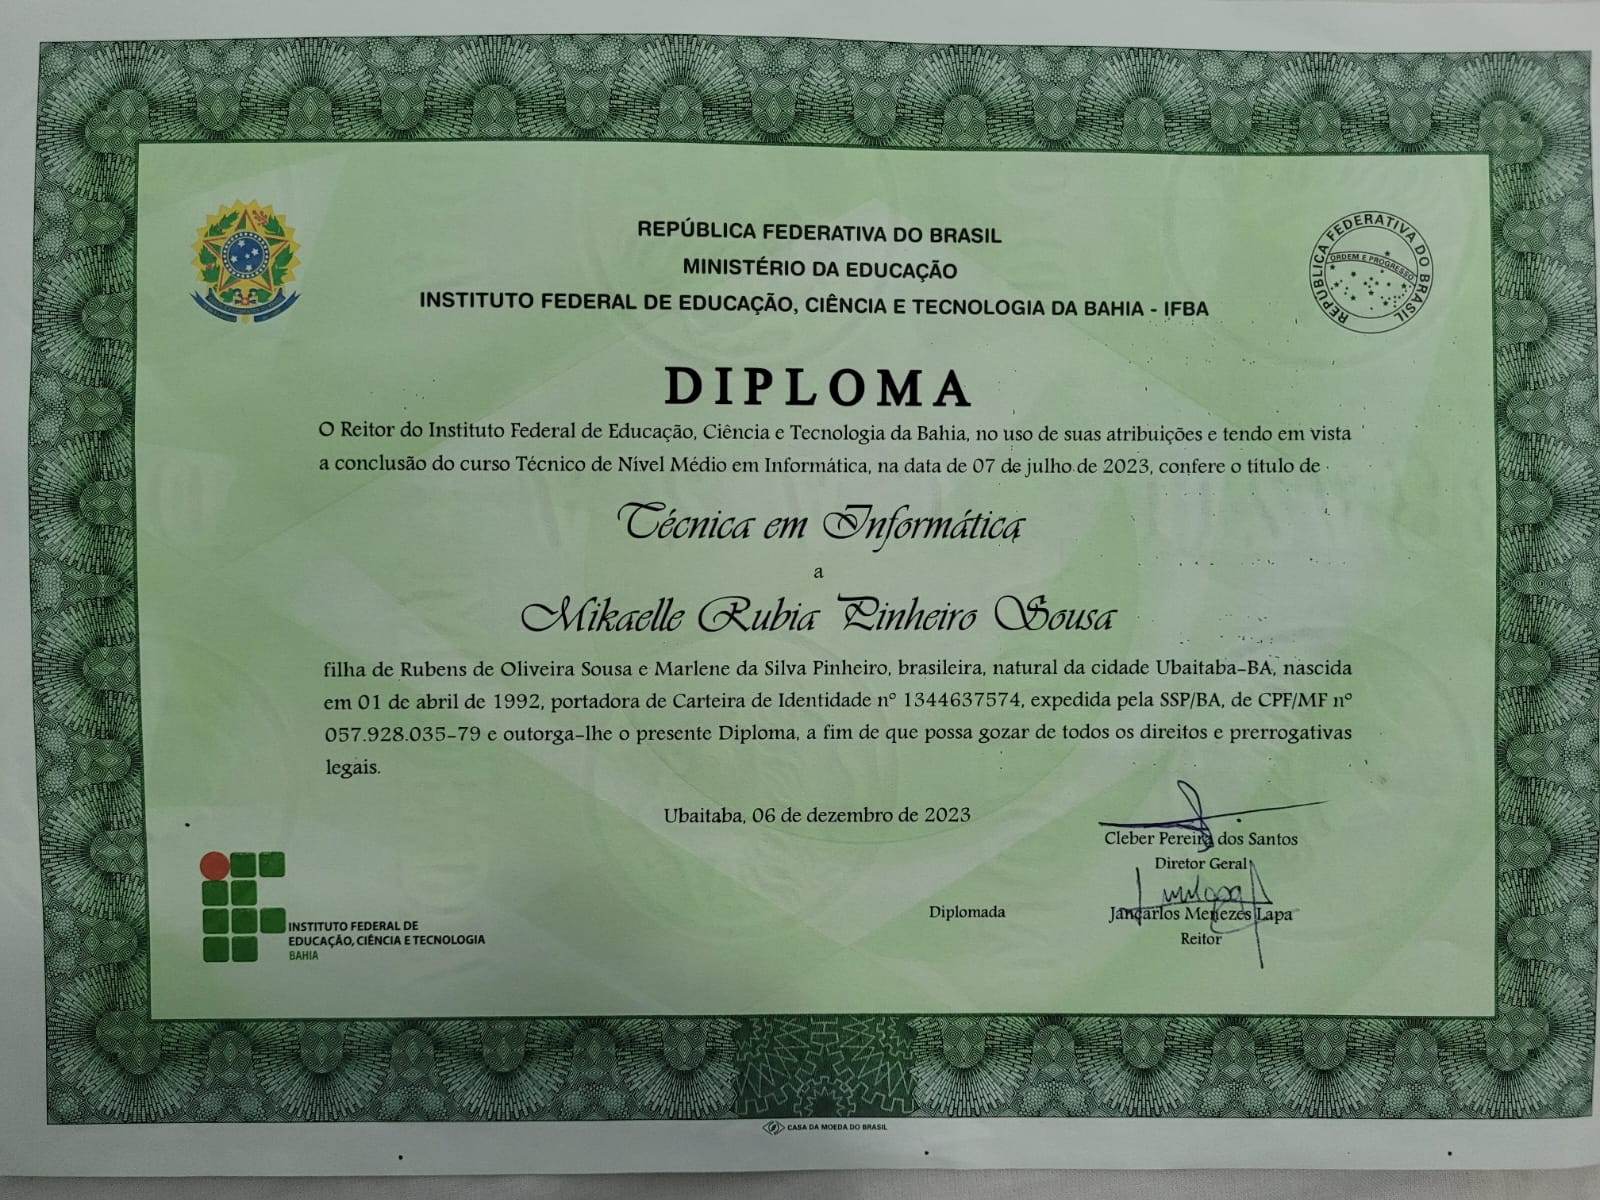 REPÚBLICA FEDERATIVA DO BRASIL
MINISTÉRIO DA EDUCAÇÃO
INSTITUTO FEDERAL DE EDUCAÇÃO, CIÊNCIA E TECNOLOGIA DA BAHIA - IFBA
REPÚBLICA FEDERATIVA DO BRASIL
ORDEM E PROGRESSO
DIPLOMA
O Reitor do Instituto Federal de Educação, Ciência e Tecnologia da Bahia, no uso de suas atribuições e tendo em vista
a conclusão do curso Técnico de Nível Médio em Informática, na data de 07 de julho de 2023, confere o título de
Técnica em Informática
a
Mikaelle Rubia Pinheiro Sousa
filha de Rubens de Oliveira Sousa e Marlene da Silva Pinheiro, brasileira, natural da cidade Ubaitaba-BA, nascida
em 01 de abril de 1992, portadora de Carteira de Identidade nº 1344637574, expedida pela SSP/BA, de CPF/MF nº
057.928.035-79 e outorga-lhe o presente Diploma, a fim de que possa gozar de todos os direitos e prerrogativas
legais.
Ubaitaba, 06 de dezembro de 2023
Cleber Pereira dos Santos
Diretor Geral
Diplomada
Jancarlos Menezes Lapa
Reitor
INSTITUTO FEDERAL DE
EDUCAÇÃO, CIÊNCIA E TECNOLOGIA
BAHIA
CASA DA MOEDA DO BRASIL